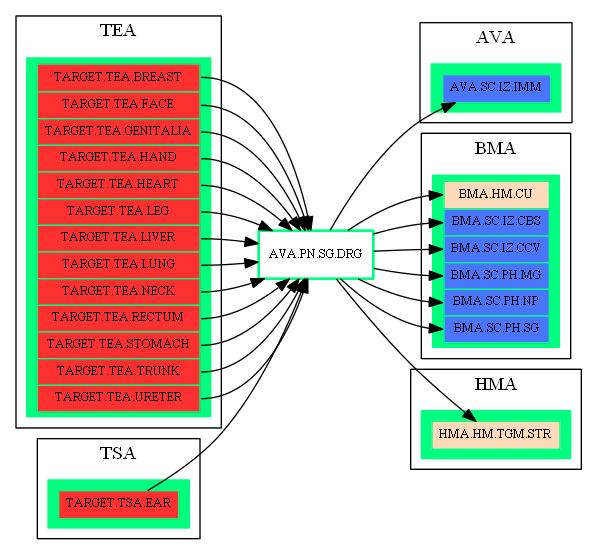 TEA
TARGET.TEA.BREAST
TARGET.TEA.FACE
TARGET.TEA.GENITALIA
TARGET.TEA.HAND
TARGET.TEA.HEART
TARGET.TEA.LEG
TARGET.TEA.LIVER
TARGET.TEA.LUNG
TARGET.TEA.NECK
TARGET.TEA.RECTUM
TARGET.TEA.STOMACH
TARGET.TEA.TRUNK
TARGET.TEA.URETER
TSA
TARGET.TSA.EAR
AVA.PN.SG.DRG
AVA
AVA.SC.IZ.IMM
BMA
BMA.HM.CU
BMA.SC.IZ.CBS
BMA.SC.IZ.CCV
BMA.SC.PH.MG
BMA.SC.PH.NP
BMA.SC.PH.SG
HMA
HMA.HM.TGM.STR